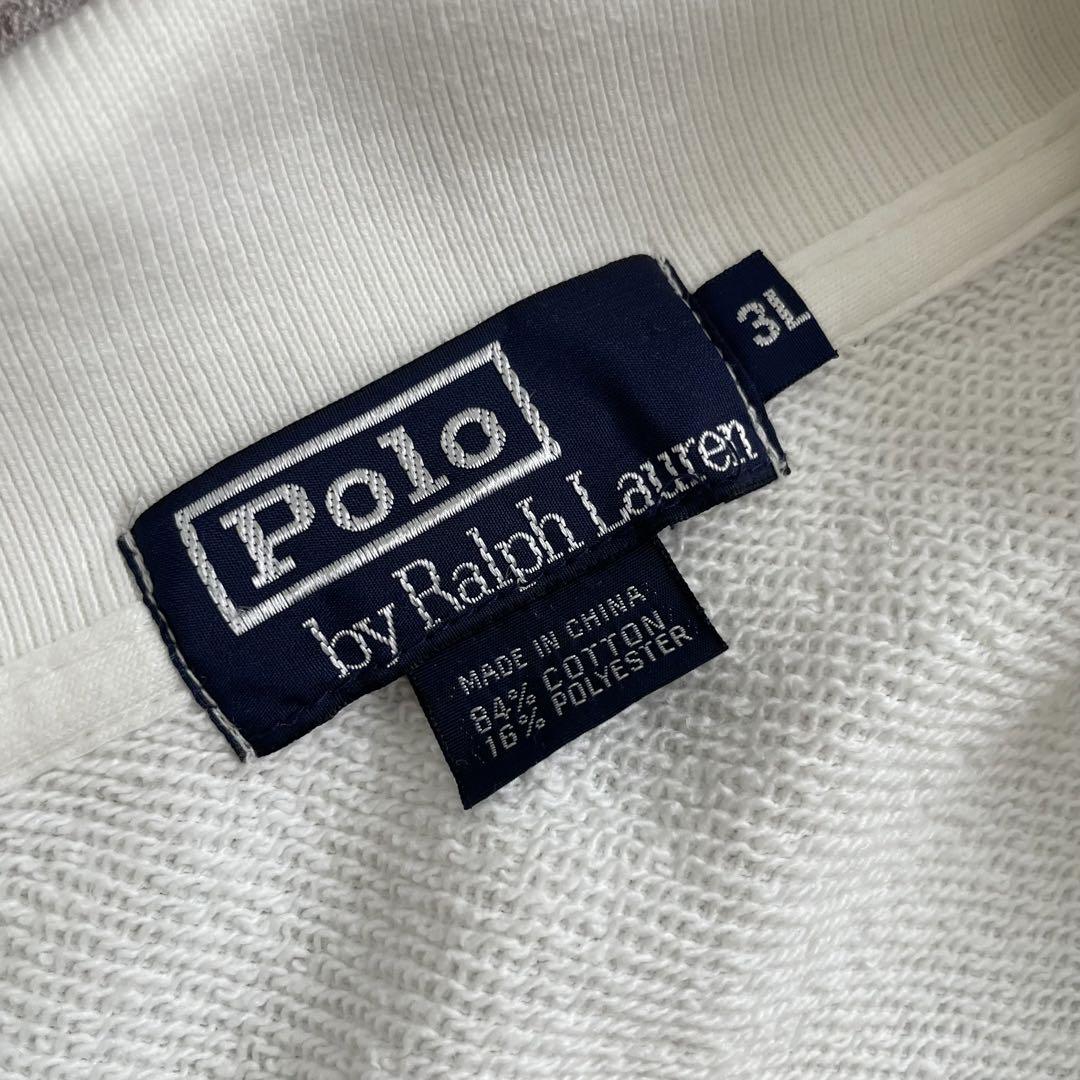 Polo
by Ralph Lauren
3L
MADE IN CHINA
84% COTTON
16% POLYESTER